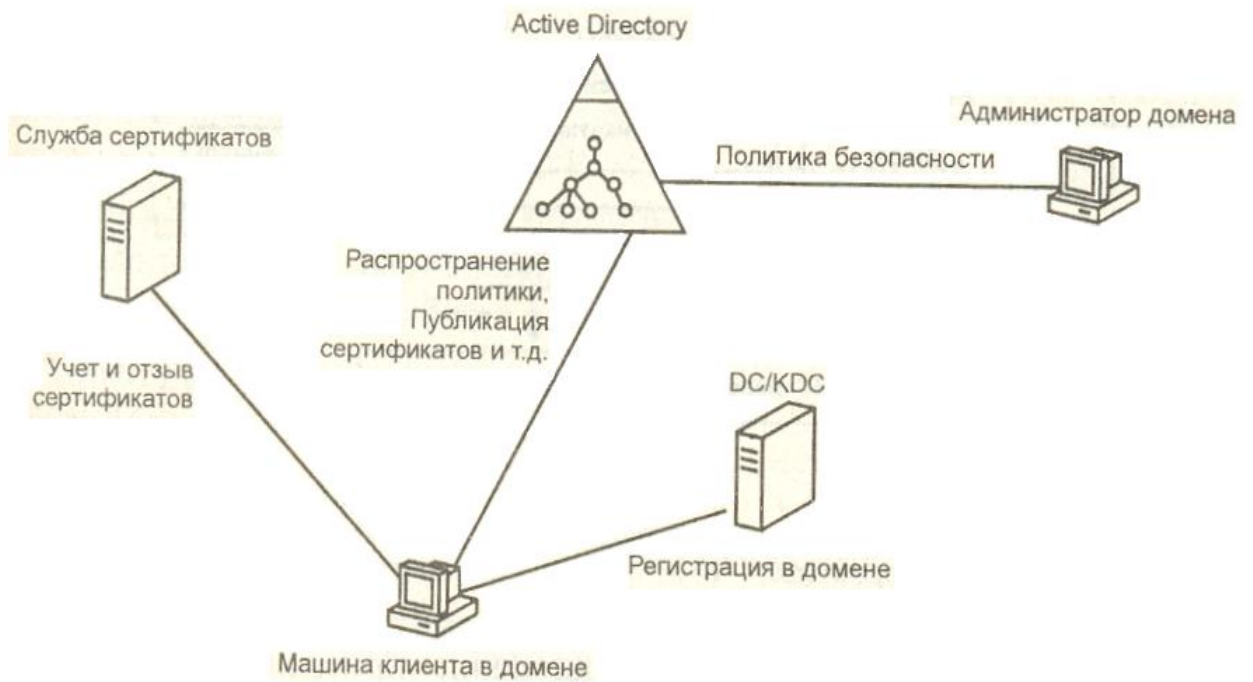 Active Directory
Администратор домена
Служба сертификатов
Политика безопасности
Распространение
политики,
Публикация
сертификатов и т.д.
Учет и отзыв
сертификатов
DC/KDC
Регистрация в домене
Машина клиента в домене